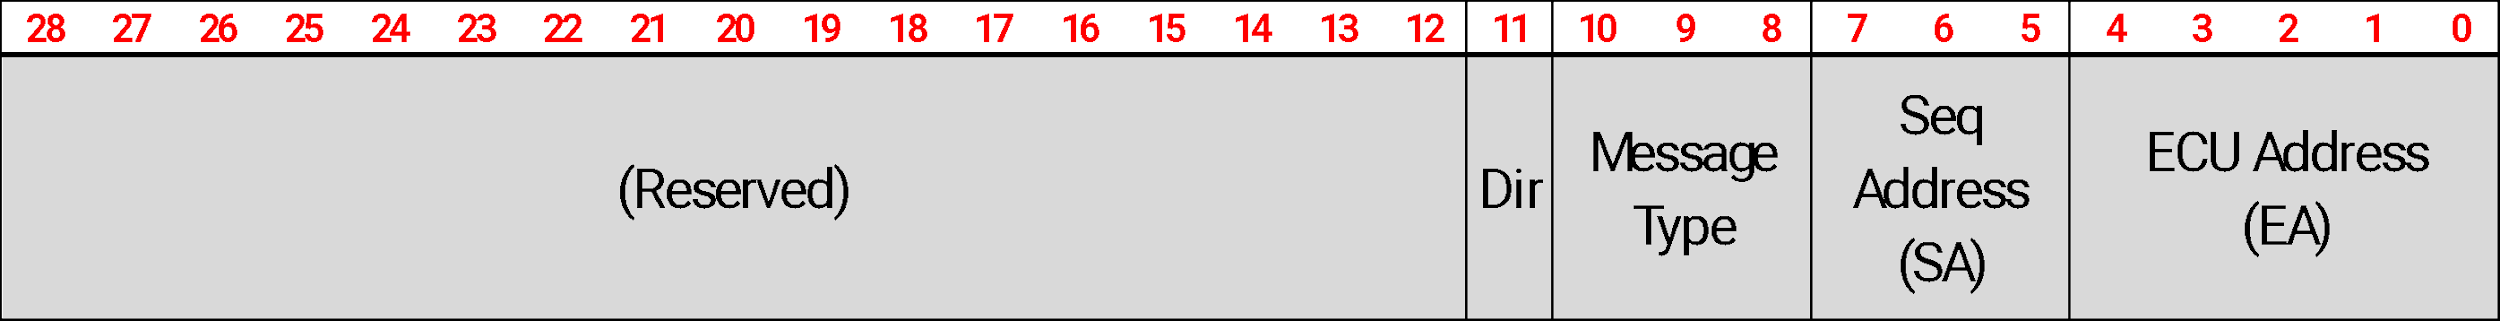 28 27 26 25 24 23 22 21 20 19 18 17 16 15 14 13 12 11 10 9 8 7 6 5 4 3 2 1 0
(Reserved)
Dir
Message
Type
Seq
Address
(SA)
ECU Address
(EA)